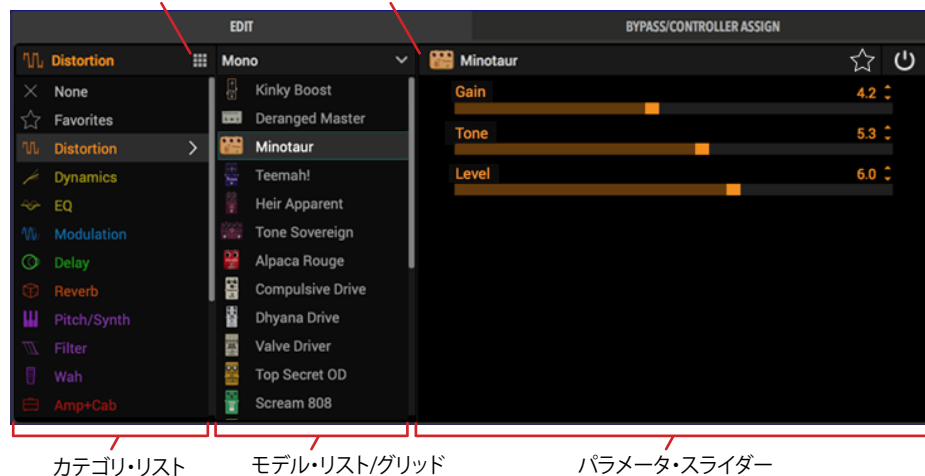 EDIT
BYPASS/CONTROLLER ASSIGN
Distortion
Mono
Minotaur
None
Favorites
Distortion
Dynamics
EQ
Modulation
Delay
Reverb
Pitch/Synth
Filter
Wah
Amp+Cab
Kinky Boost
Deranged Master
Minotaur
Teemah!
Heir Apparent
Tone Sovereign
Alpaca Rouge
Compulsive Drive
Dhyana Drive
Valve Driver
Top Secret OD
Scream 808
Gain 4.2
Tone 5.3
Level 6.0
カテゴリ・リスト
モデル・リスト/グリッド
パラメータ・スライダー